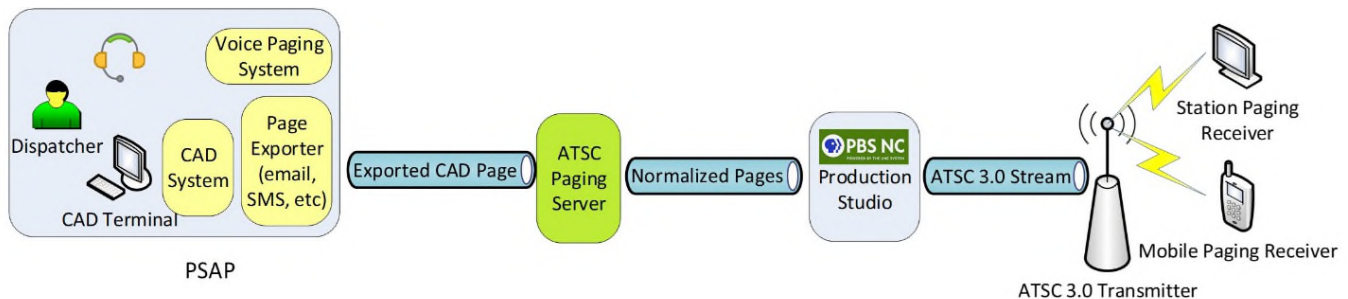 Voice Paging
System
Dispatcher
CAD Terminal
CAD
System
Page
Exporter
(email,
SMS, etc)
PSAP
Exported CAD Page
ATSC
Paging
Server
Normalized Pages
PBS NC
Production
Studio
ATSC 3.0 Stream
Station Paging
Receiver
Mobile Paging Receiver
ATSC 3.0 Transmitter